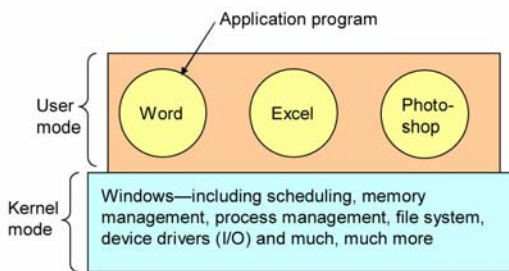 Application program
User
mode
Word
Excel
Photo-
shop
Kernel
mode
Windows—including scheduling, memory
management, process management, file system,
device drivers (I/O) and much, much more